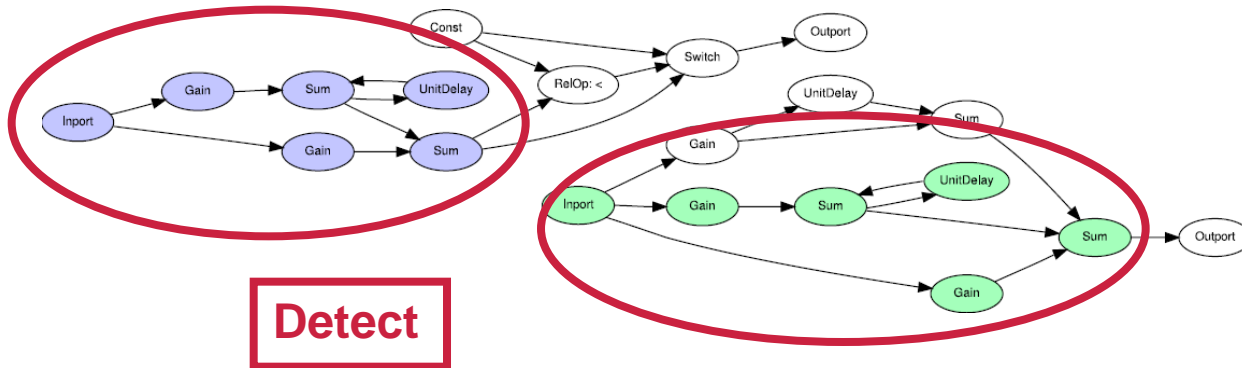 Const
Outport
Switch
RelOp: <
Gain
Sum
UnitDelay
Inport
Gain
Sum
UnitDelay
Sum
Gain
Inport
Gain
Sum
UnitDelay
Sum
Outport
Gain
Detect